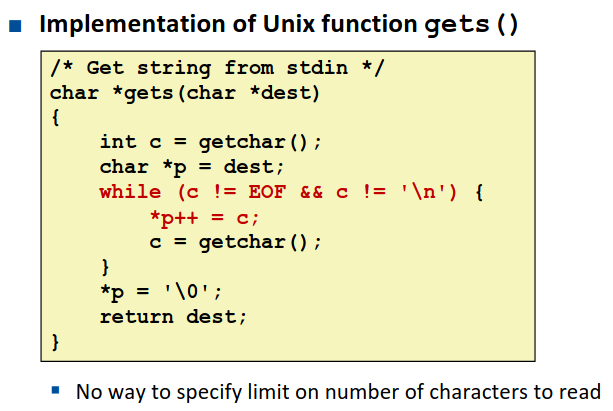 Implementation of Unix function gets()
/* Get string from stdin */
char *gets(char *dest)
{
    int c = getchar();
    char *p = dest;
    while (c != EOF && c != '\n') {
        *p++ = c;
        c = getchar();
    }
    *p = '\0';
    return dest;
}
No way to specify limit on number of characters to read